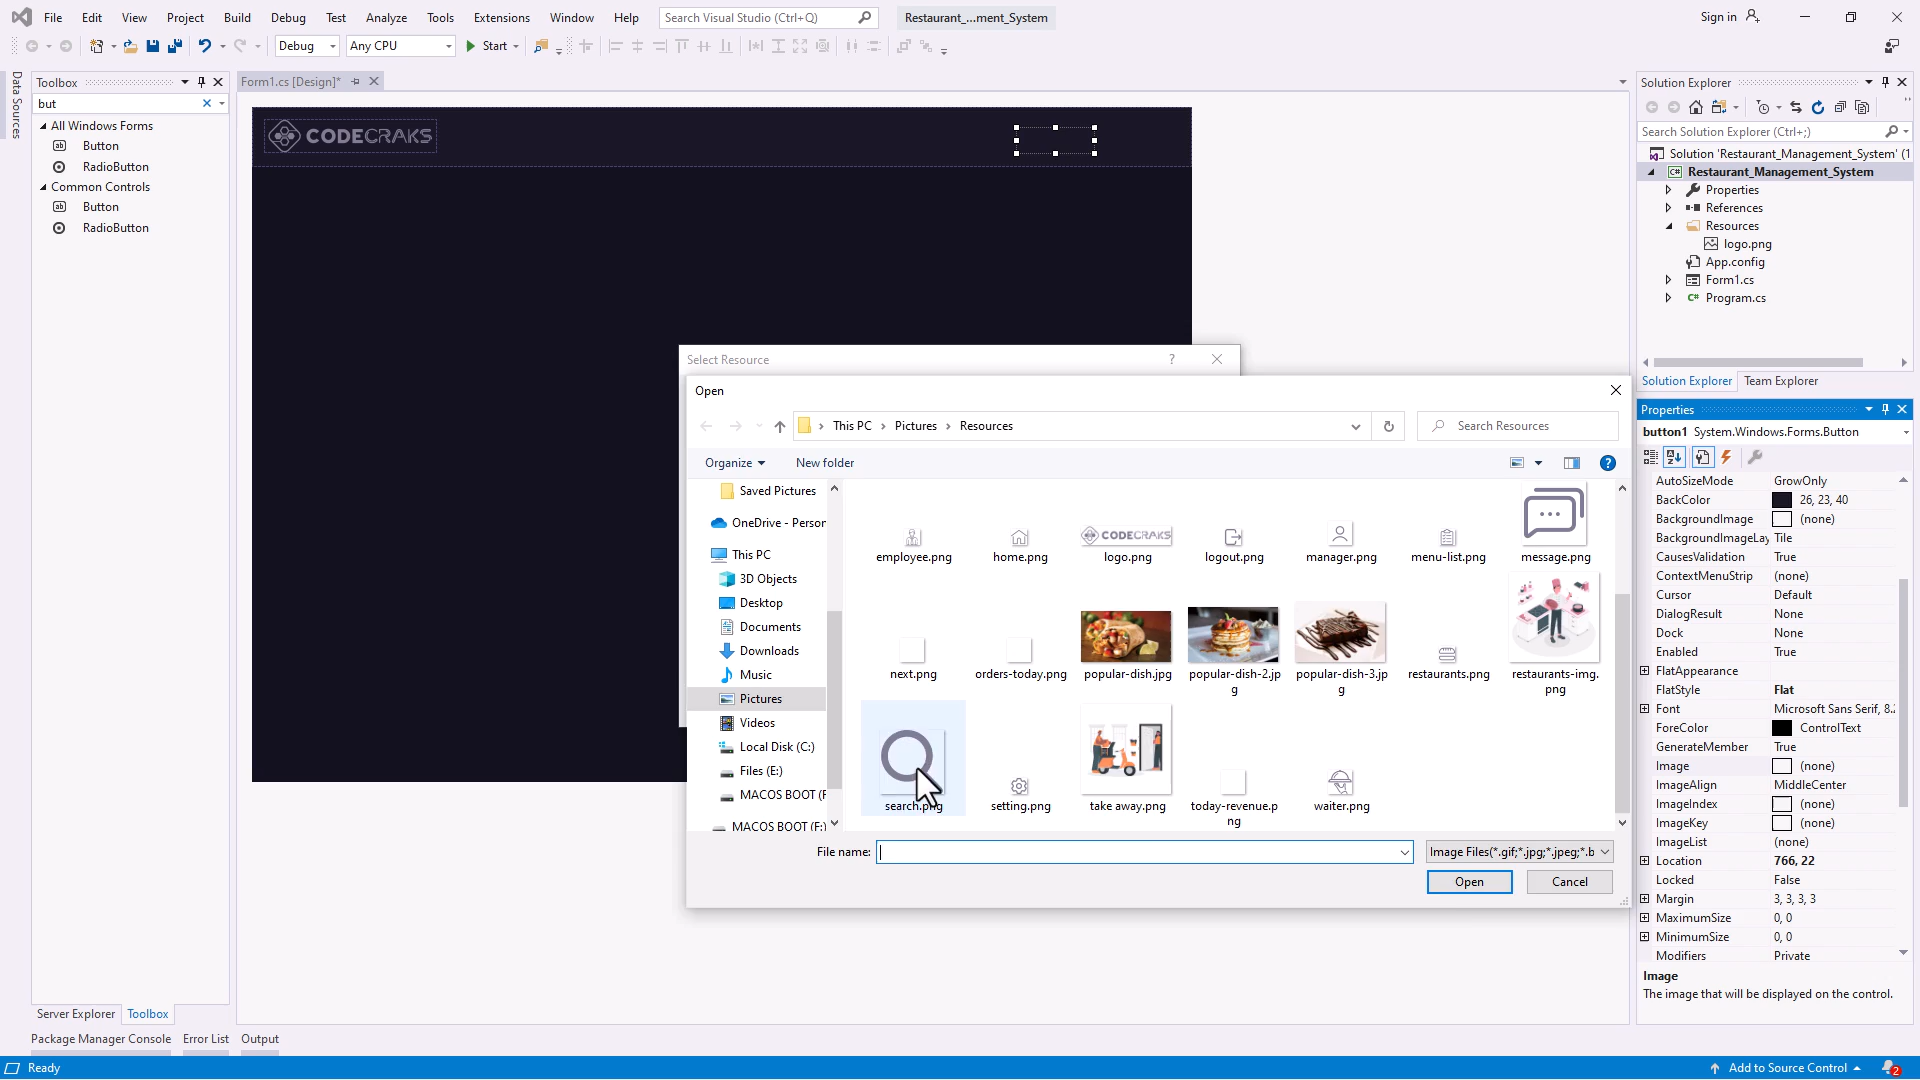 File Edit View Project Build Debug Test Analyze Tools Extensions Window Help Search Visual Studio (Ctrl+Q) Restaurant_...ment_System Sign in
Debug Any CPU Start
Data Sources
Toolbox
but
All Windows Forms
Button
RadioButton
Common Controls
Button
RadioButton
Server Explorer Toolbox
Form1.cs [Design]*
CODECRAKS
Select Resource
Open
This PC Pictures Resources
Search Resources
Organize New folder
Saved Pictures
OneDrive - Person
This PC
3D Objects
Desktop
Documents
Downloads
Music
Pictures
Videos
Local Disk (C:)
Files (E:)
MACOS BOOT (F
MACOS BOOT (F:)
CODECRAKS
employee.png home.png logo.png logout.png manager.png menu-list.png message.png
next.png orders-today.png popular-dish.jpg popular-dish-2.jp popular-dish-3.jp restaurants.png restaurants-img.
g g png
search.png setting.png take away.png today-revenue.p waiter.png
ng
File name: Image Files(*.gif;*.jpg;*.jpeg;*.b
Open Cancel
Solution Explorer
Search Solution Explorer (Ctrl+;)
Solution 'Restaurant_Management_System' (1
Restaurant_Management_System
Properties
References
Resources
logo.png
App.config
Form1.cs
Program.cs
Solution Explorer Team Explorer
Properties
button1 System.Windows.Forms.Button
AutoSizeMode GrowOnly
BackColor 26, 23, 40
BackgroundImage (none)
BackgroundImageLay Tile
CausesValidation True
ContextMenuStrip (none)
Cursor Default
DialogResult None
Dock None
Enabled True
FlatAppearance
FlatStyle Flat
Font Microsoft Sans Serif, 8.2
ForeColor ControlText
GenerateMember True
Image (none)
ImageAlign MiddleCenter
ImageIndex (none)
ImageKey (none)
ImageList (none)
Location 766, 22
Locked False
Margin 3, 3, 3, 3
MaximumSize 0, 0
MinimumSize 0, 0
Modifiers Private
Image
The image that will be displayed on the control.
Package Manager Console Error List Output
Ready Add to Source Control 2